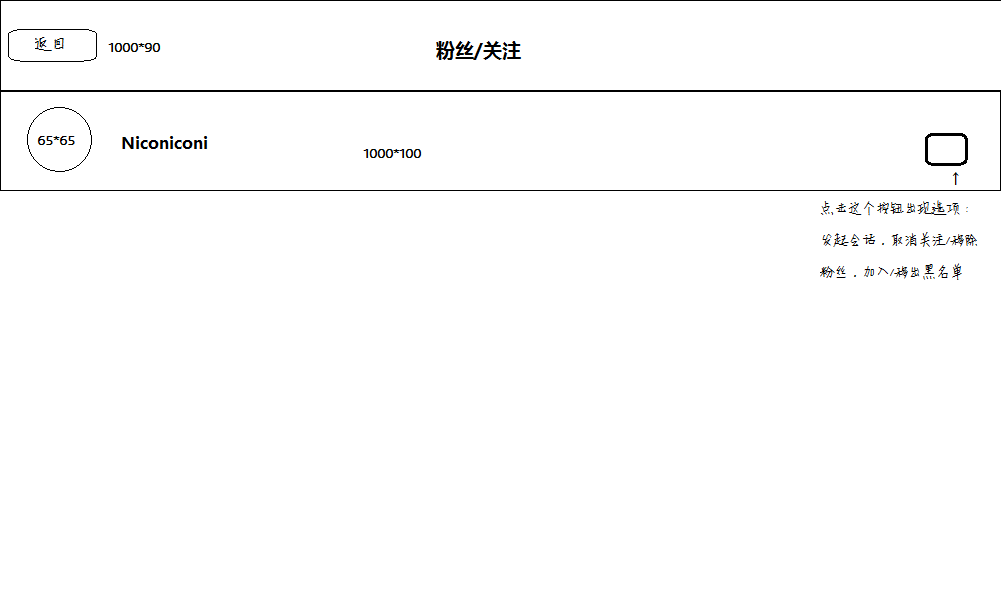 返回
1000*90
粉丝/关注
65*65
Niconiconi
1000*100
↑
点击这个按钮出现选项：
发起会话，取消关注/移除
粉丝，加入/移出黑名单